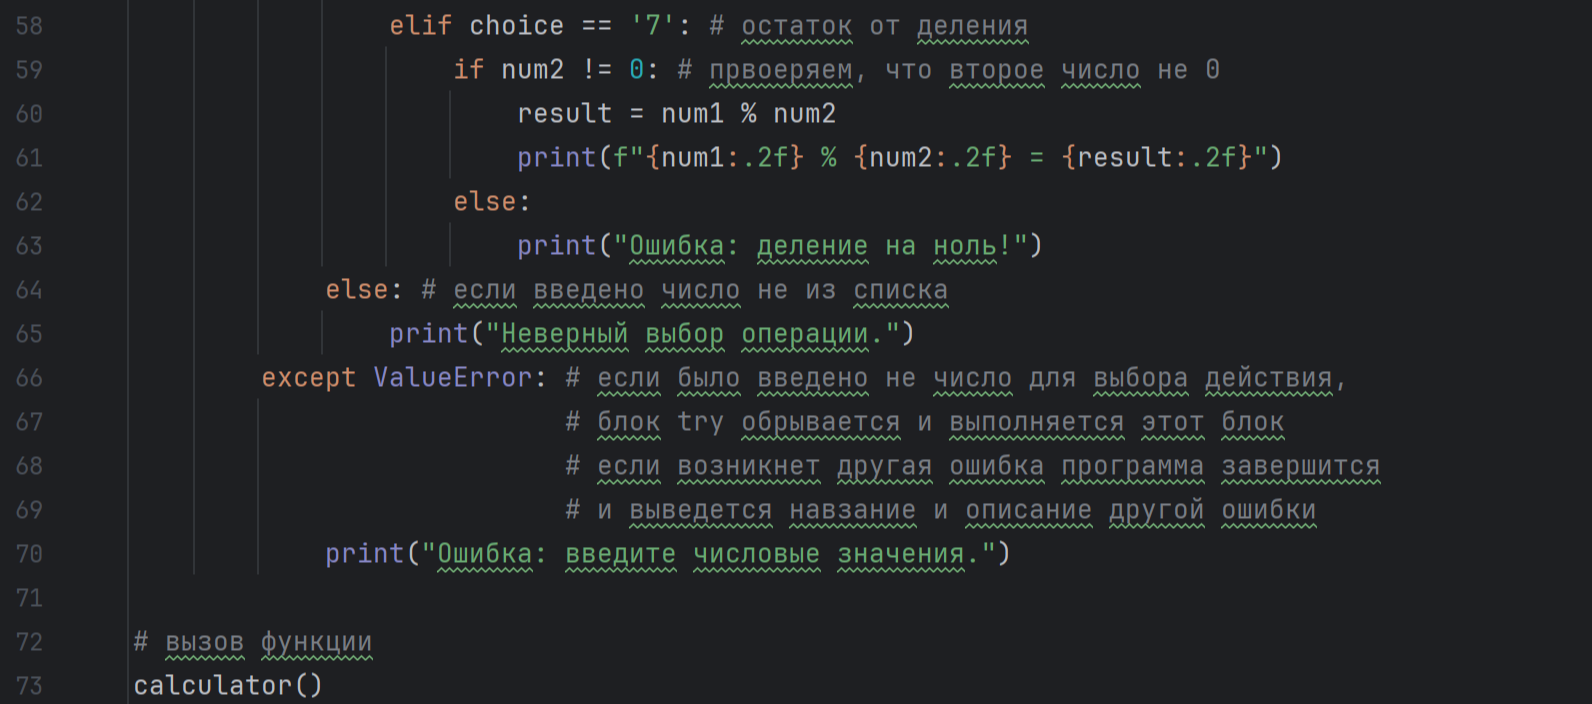 58 elif choice == '7': # остаток от деления
59 if num2 != 0: # првоеряем, что второе число не 0
60 result = num1 % num2
61 print(f"{num1:.2f} % {num2:.2f} = {result:.2f}")
62 else:
63 print("Ошибка: деление на ноль!")
64 else: # если введено число не из списка
65 print("Неверный выбор операции.")
66 except ValueError: # если было введено не число для выбора действия,
67 # блок try обрывается и выполняется этот блок
68 # если возникнет другая ошибка программа завершится
69 # и выведется навзание и описание другой ошибки
70 print("Ошибка: введите числовые значения.")
71
72 # вызов функции
73 calculator()